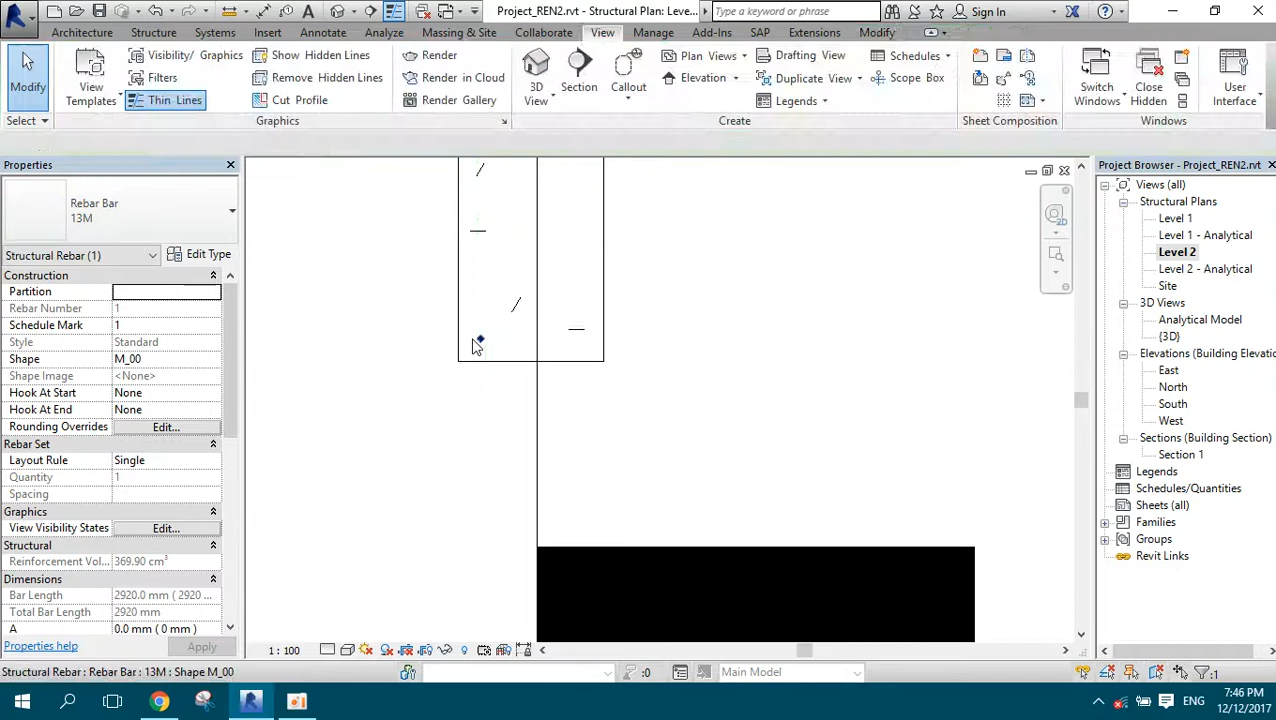 Project_REN2.rvt - Structural Plan: Leve...
Type a keyword or phrase
Sign In
Architecture Structure Systems Insert Annotate Analyze Massing & Site Collaborate View Manage Add-Ins SAP Extensions Modify
Modify
View Templates
Visibility/ Graphics
Filters
Thin Lines
Show Hidden Lines
Remove Hidden Lines
Cut Profile
Render
Render in Cloud
Render Gallery
3D View
Section
Callout
Plan Views
Elevation
Drafting View
Duplicate View
Legends
Schedules
Scope Box
Switch Windows
Close Hidden
User Interface
Select
Graphics
Create
Sheet Composition
Windows
Properties
Rebar Bar
13M
Structural Rebar (1)
Edit Type
Construction
Partition
Rebar Number 1
Schedule Mark 1
Style Standard
Shape M_00
Shape Image <None>
Hook At Start None
Hook At End None
Rounding Overrides Edit...
Rebar Set
Layout Rule Single
Quantity 1
Spacing
Graphics
View Visibility States Edit...
Structural
Reinforcement Vol... 369.90 cm³
Dimensions
Bar Length 2920.0 mm ( 2920 ...
Total Bar Length 2920 mm
A 0.0 mm ( 0 mm )
Properties help
Apply
2D
Project Browser - Project_REN2.rvt
Views (all)
Structural Plans
Level 1
Level 1 - Analytical
Level 2
Level 2 - Analytical
Site
3D Views
Analytical Model
{3D}
Elevations (Building Elevatio
East
North
South
West
Sections (Building Section)
Section 1
Legends
Schedules/Quantities
Sheets (all)
Families
Groups
Revit Links
1 : 100
Structural Rebar : Rebar Bar : 13M : Shape M_00
:0
Main Model
:1
ENG
7:46 PM
12/12/2017